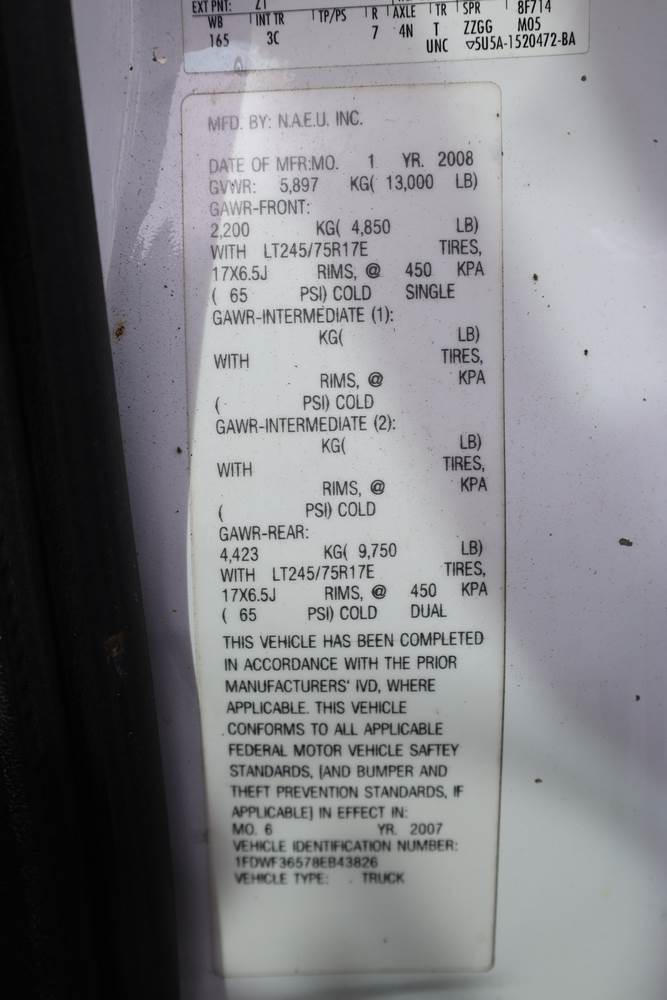 EXT PNT: Z1
WB INT TR TP/PS R AXLE TR SPR 8F714
165 3C 7 4N T ZZGG M05
UNC ▽5U5A-1520472-BA
MFD. BY: N.A.E.U. INC.
DATE OF MFR:MO. 1 YR. 2008
GVWR: 5,897 KG( 13,000 LB)
GAWR-FRONT:
2,200 KG( 4,850 LB)
WITH LT245/75R17E TIRES,
17X6.5J RIMS, @ 450 KPA
( 65 PSI) COLD SINGLE
GAWR-INTERMEDIATE (1):
KG( LB)
WITH TIRES,
RIMS, @ KPA
( PSI) COLD
GAWR-INTERMEDIATE (2):
KG( LB)
WITH TIRES,
RIMS, @ KPA
( PSI) COLD
GAWR-REAR:
4,423 KG( 9,750 LB)
WITH LT245/75R17E TIRES,
17X6.5J RIMS, @ 450 KPA
( 65 PSI) COLD DUAL
THIS VEHICLE HAS BEEN COMPLETED
IN ACCORDANCE WITH THE PRIOR
MANUFACTURERS' IVD, WHERE
APPLICABLE. THIS VEHICLE
CONFORMS TO ALL APPLICABLE
FEDERAL MOTOR VEHICLE SAFTEY
STANDARDS, [AND BUMPER AND
THEFT PREVENTION STANDARDS, IF
APPLICABLE] IN EFFECT IN:
MO. 6 YR. 2007
VEHICLE IDENTIFICATION NUMBER:
1FDWF36578EB43826
VEHICLE TYPE: . TRUCK